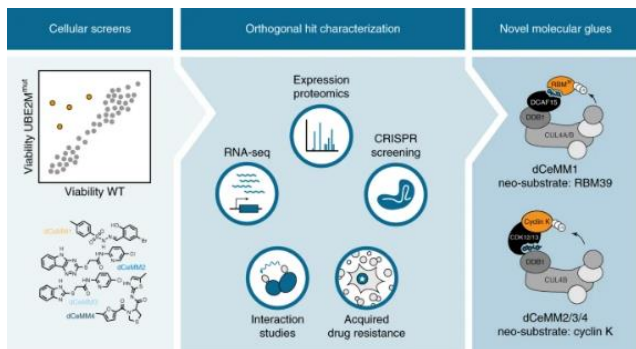 Cellular screens
Orthogonal hit characterization
Novel molecular glues
Viability UBE2Mmut
Viability WT
dCeMM1
dCeMM2
dCeMM3
dCeMM4
Expression
proteomics
RNA-seq
CRISPR
screening
Interaction
studies
Acquired
drug resistance
DCAF15
DDB1
CUL4A/B
dCeMM1
neo-substrate: RBM39
Cyclin K
CDK12/13
DDB1
CUL4B
dCeMM2/3/4
neo-substrate: cyclin K